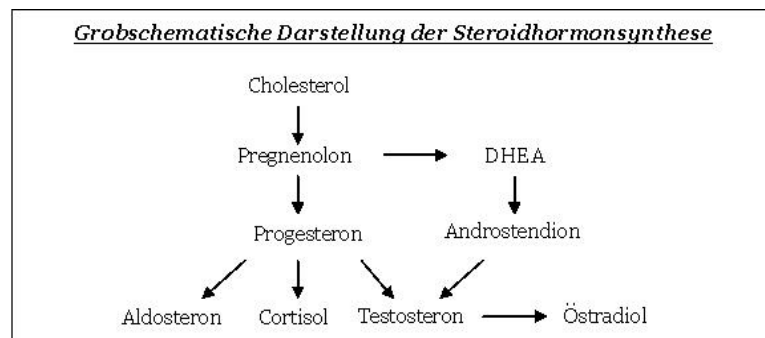 Grobschematische Darstellung der Steroidhormonsynthese
Cholesterol
Pregnenolon DHEA
Progesteron Androstendion
Aldosteron Cortisol Testosteron Östradiol